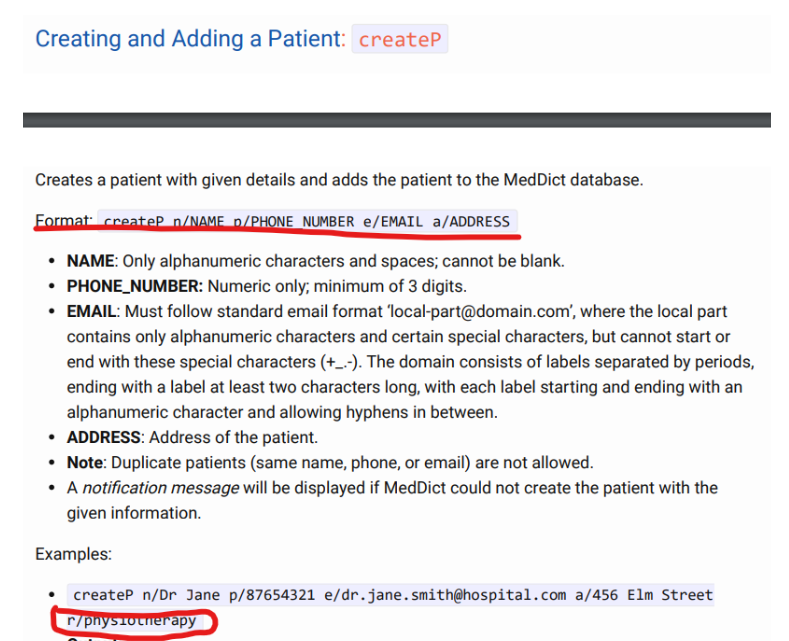 Creating and Adding a Patient: createP
Creates a patient with given details and adds the patient to the MedDict database.
Format: createP n/NAME p/PHONE_NUMBER e/EMAIL a/ADDRESS
• NAME: Only alphanumeric characters and spaces; cannot be blank.
• PHONE_NUMBER: Numeric only; minimum of 3 digits.
• EMAIL: Must follow standard email format ‘local-part@domain.com’, where the local part
contains only alphanumeric characters and certain special characters, but cannot start or
end with these special characters (+_.-). The domain consists of labels separated by periods,
ending with a label at least two characters long, with each label starting and ending with an
alphanumeric character and allowing hyphens in between.
• ADDRESS: Address of the patient.
• Note: Duplicate patients (same name, phone, or email) are not allowed.
• A notification message will be displayed if MedDict could not create the patient with the
given information.
Examples:
• createP n/Dr Jane p/87654321 e/dr.jane.smith@hospital.com a/456 Elm Street
r/physiotherapy